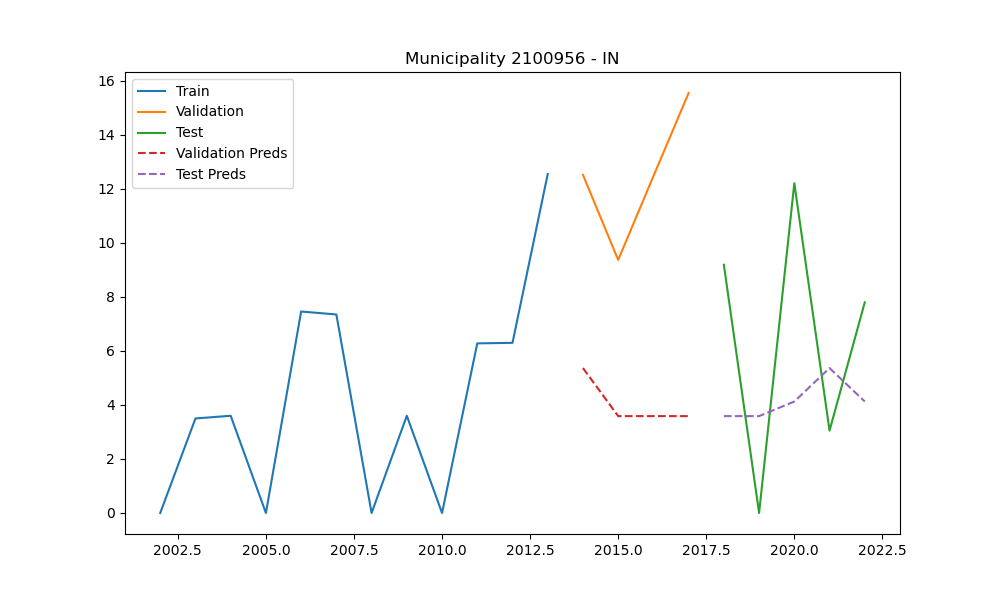 Municipality 2100956 - IN
Train
Validation
Test
Validation Preds
Test Preds
16
14
12
10
8
6
4
2
0
2002.5 2005.0 2007.5 2010.0 2012.5 2015.0 2017.5 2020.0 2022.5